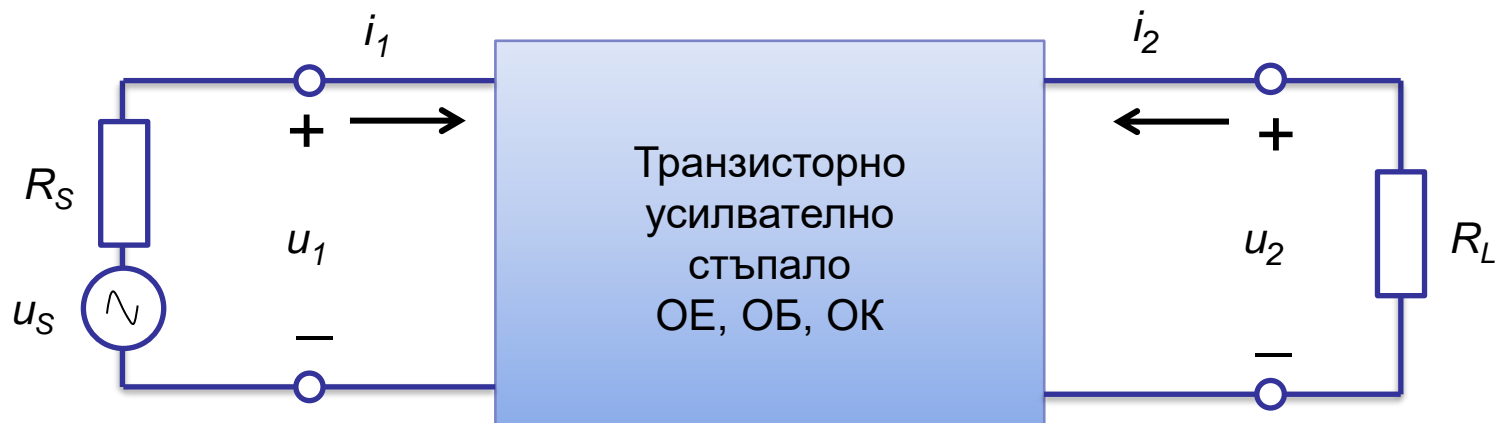 i1
i2
+
+
Транзисторно
усилвателно
стъпало
ОЕ, ОБ, ОК
RS
u1
u2
RL
uS
–
–